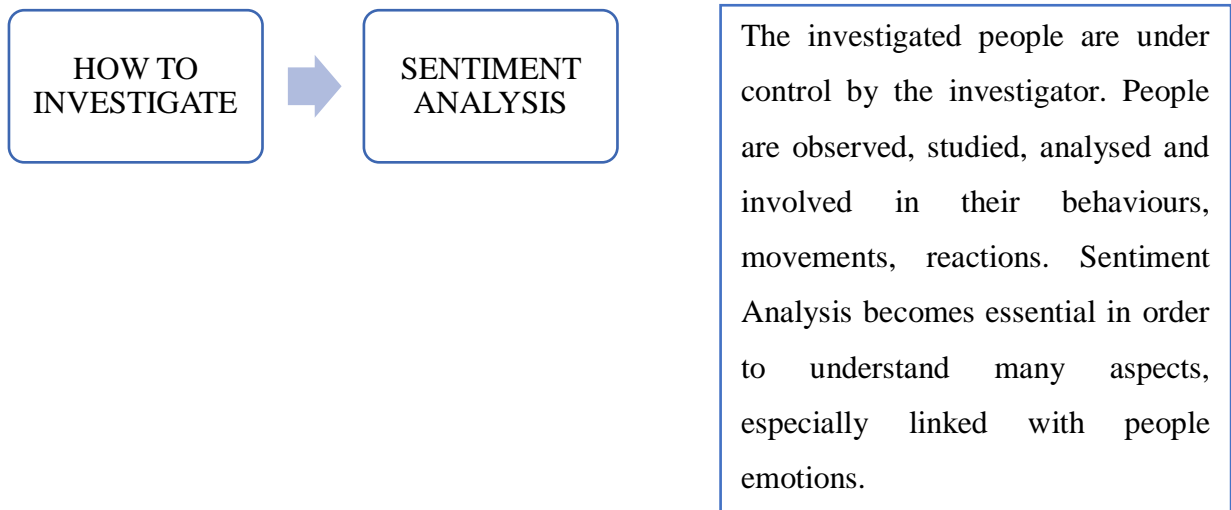 HOW TO
INVESTIGATE
SENTIMENT
ANALYSIS
The investigated people are under
control by the investigator. People
are observed, studied, analysed and
involved in their behaviours,
movements, reactions. Sentiment
Analysis becomes essential in order
to understand many aspects,
especially linked with people
emotions.